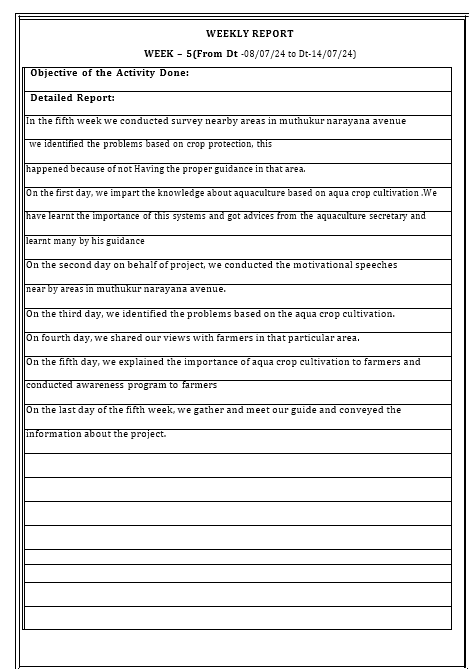 WEEKLY REPORT
WEEK – 5(From Dt -08/07/24 to Dt-14/07/24)
Objective of the Activity Done:
Detailed Report:
In the fifth week we conducted survey nearby areas in muthukur narayana avenue
we identified the problems based on crop protection, this
happened because of not Having the proper guidance in that area.
On the first day, we impart the knowledge about aquaculture based on aqua crop cultivation .We
have learnt the importance of this systems and got advices from the aquaculture secretary and
learnt many by his guidance
On the second day on behalf of project, we conducted the motivational speeches
near by areas in muthukur narayana avenue.
On the third day, we identified the problems based on the aqua crop cultivation.
On fourth day, we shared our views with farmers in that particular area.
On the fifth day, we explained the importance of aqua crop cultivation to farmers and
conducted awareness program to farmers
On the last day of the fifth week, we gather and meet our guide and conveyed the
information about the project.